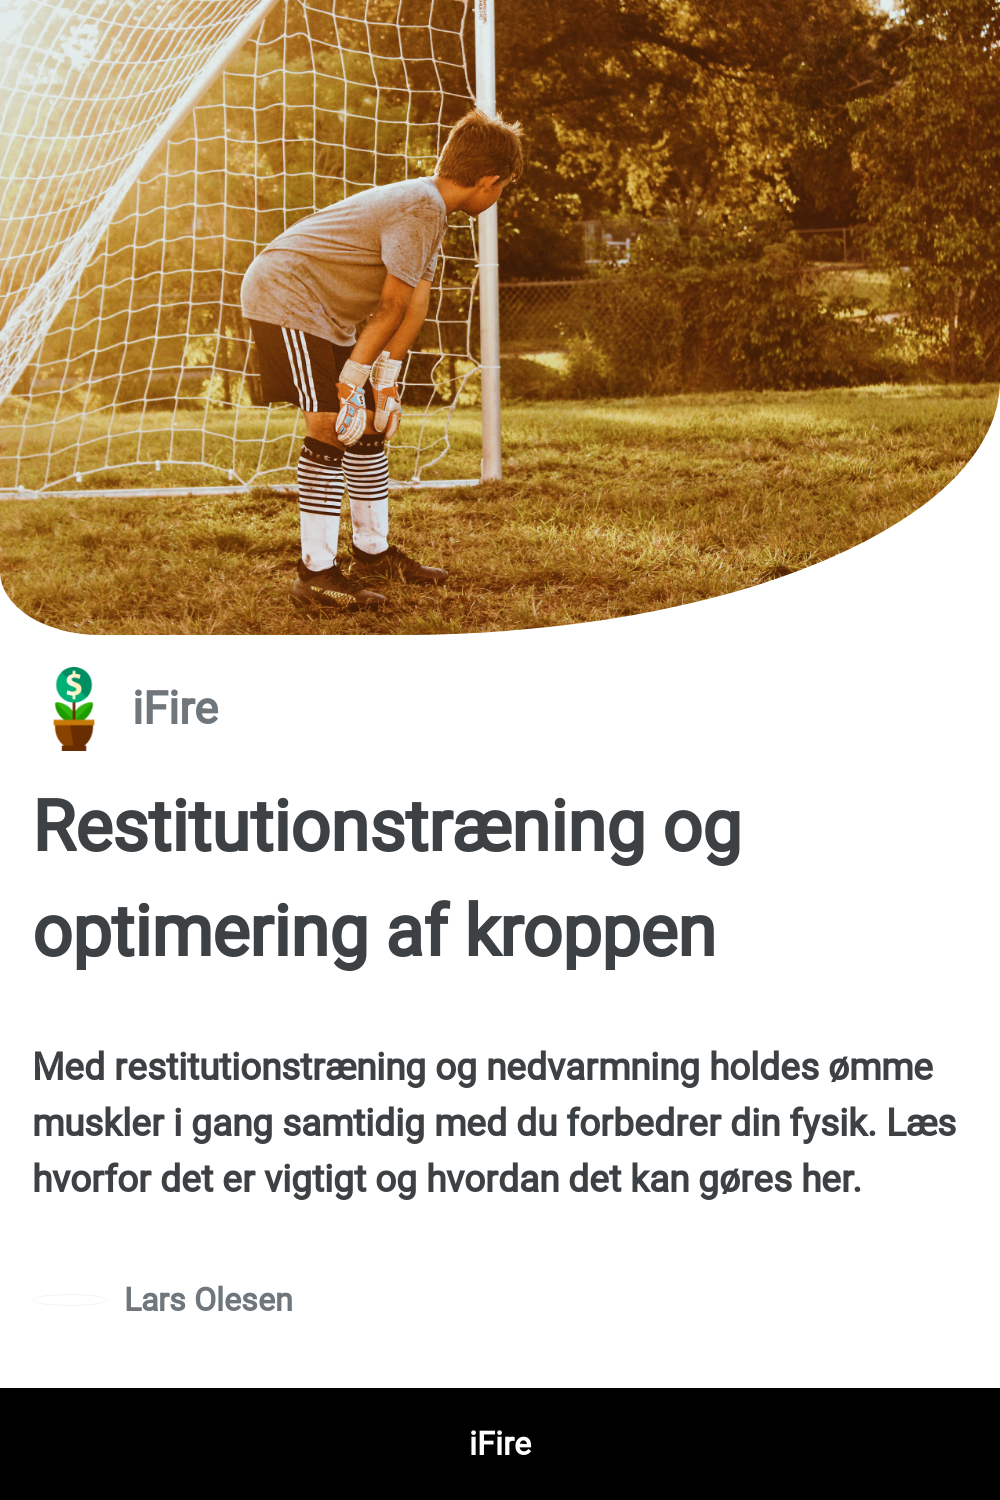 iFire
Restitutionstræning og
optimering af kroppen
Med restitutionstræning og nedvarmning holdes ømme
muskler i gang samtidig med du forbedrer din fysik. Læs
hvorfor det er vigtigt og hvordan det kan gøres her.
Lars Olesen
iFire